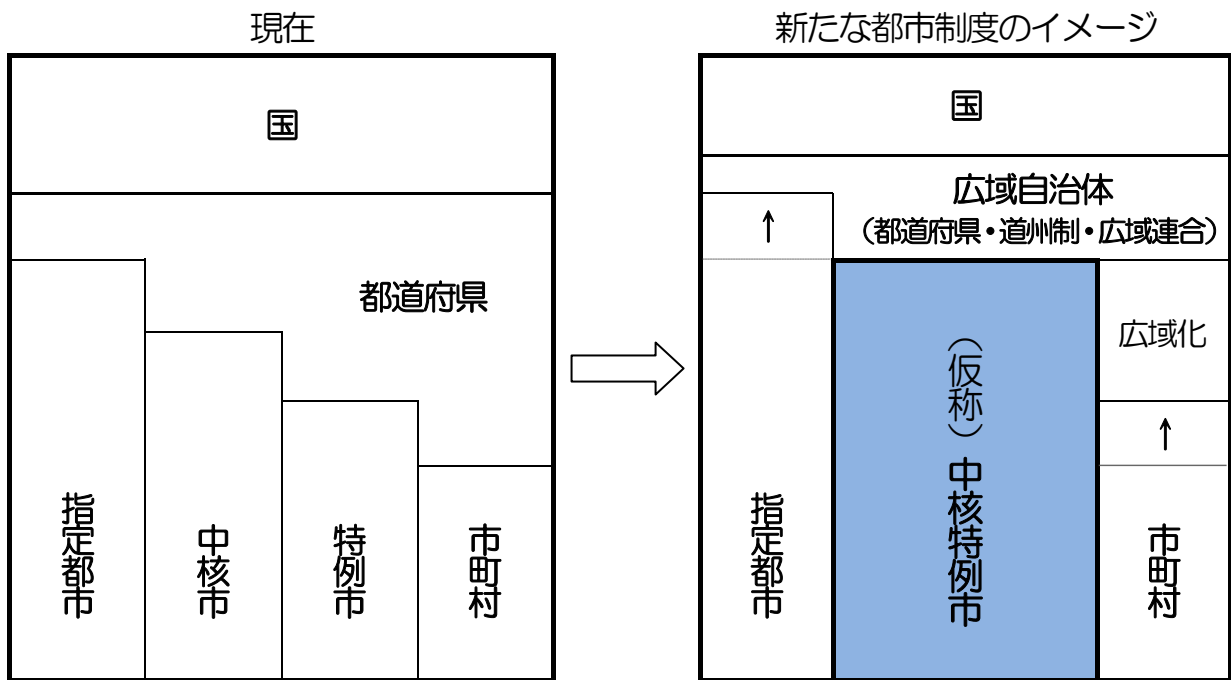 現在
国
都道府県
指定都市
中核市
特例市
市町村
新たな都市制度のイメージ
国
広域自治体
（都道府県・道州制・広域連合）
↑
広域化
↑
指定都市
（仮称）中核特例市
市町村